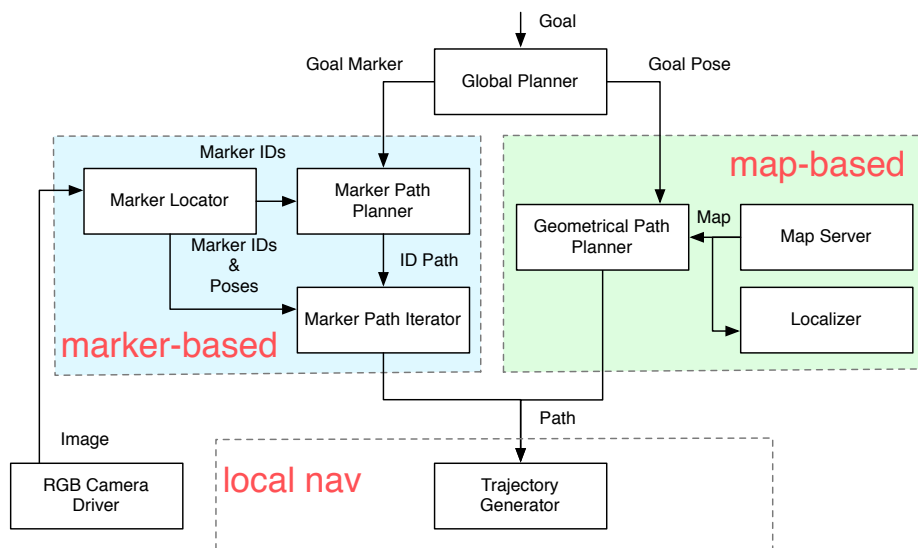 Goal
Global Planner
Goal Marker
Goal Pose
Marker IDs
map-based
Marker Locator
Marker Path
Planner
Geometrical Path
Planner
Map
Map Server
Marker IDs
&
Poses
ID Path
Marker Path Iterator
Localizer
marker-based
Path
Image
local nav
RGB Camera
Driver
Trajectory
Generator